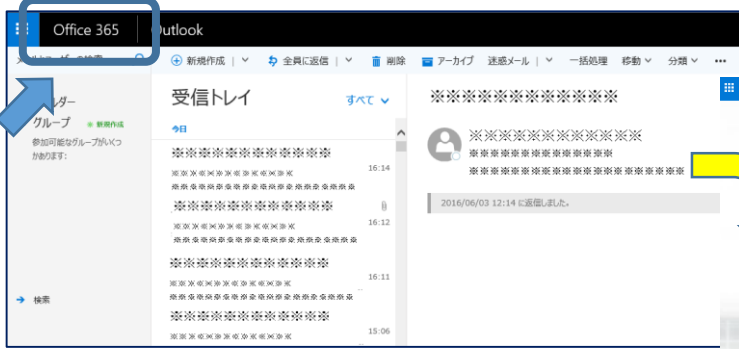 Office 365 Outlook
新規作成 | 全員に返信 | 削除 アーカイブ 迷惑メール | 一括処理 移動 分類 •••
ルダー
グループ 新規作成
参加可能なグループがいくつ
かあります:
検索
受信トレイ すべて
今日
※※※※※※※※※※※※
16:14
※※※※※※※※※※※※
16:12
※※※※※※※※※※※※
16:11
※※※※※※※※※※※※
15:06
※※※※※※※※※※※※
※※※※※※※※※※※※※
2016/06/03 12:14 に返信しました。